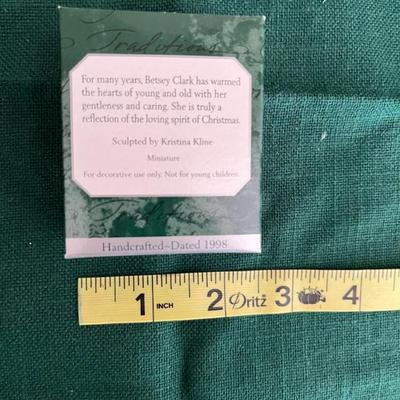 Traditions
For many years, Betsey Clark has warmed
the hearts of young and old with her
gentleness and caring. She is truly a
reflection of the loving spirit of Christmas.
Sculpted by Kristina Kline
Miniature
For decorative use only. Not for young children.
Handcrafted~Dated 1998
1 INCH 2 Dritz 3 4